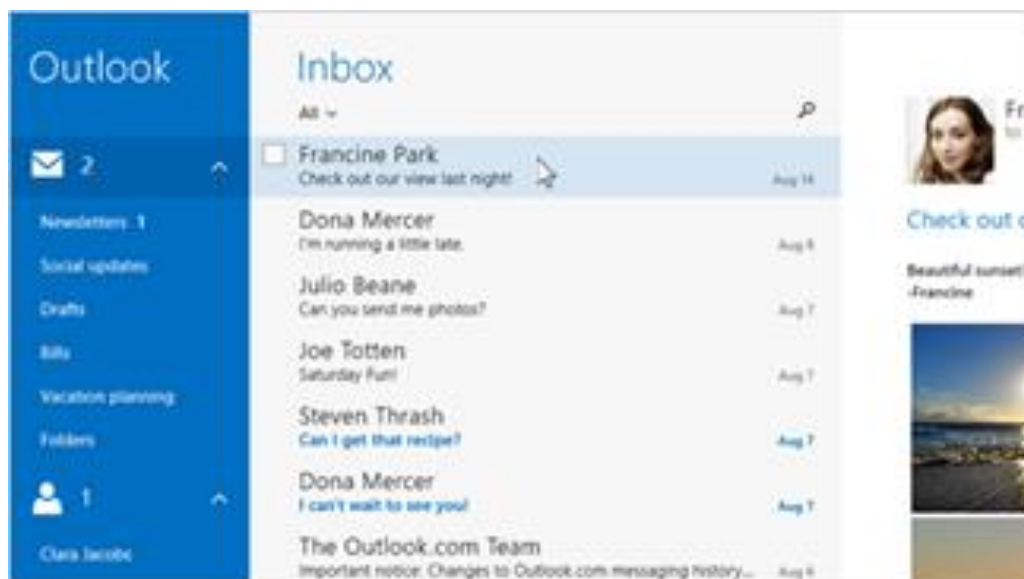 Outlook
2
Newsletters 1
Social updates
Drafts
Bills
Vacation planning
Folders
1
Clara Jacobs
Inbox
All
Francine Park
Check out our view last night!
Aug 14
Dona Mercer
I'm running a little late.
Aug 8
Julio Beane
Can you send me photos?
Aug 7
Joe Totten
Saturday Fun!
Aug 7
Steven Thrash
Can I get that recipe?
Aug 7
Dona Mercer
I can't wait to see you!
Aug 7
The Outlook.com Team
Important notice: Changes to Outlook.com messaging history...
Aug 6
Fr
to
Check out o
Beautiful sunset!
-Francine